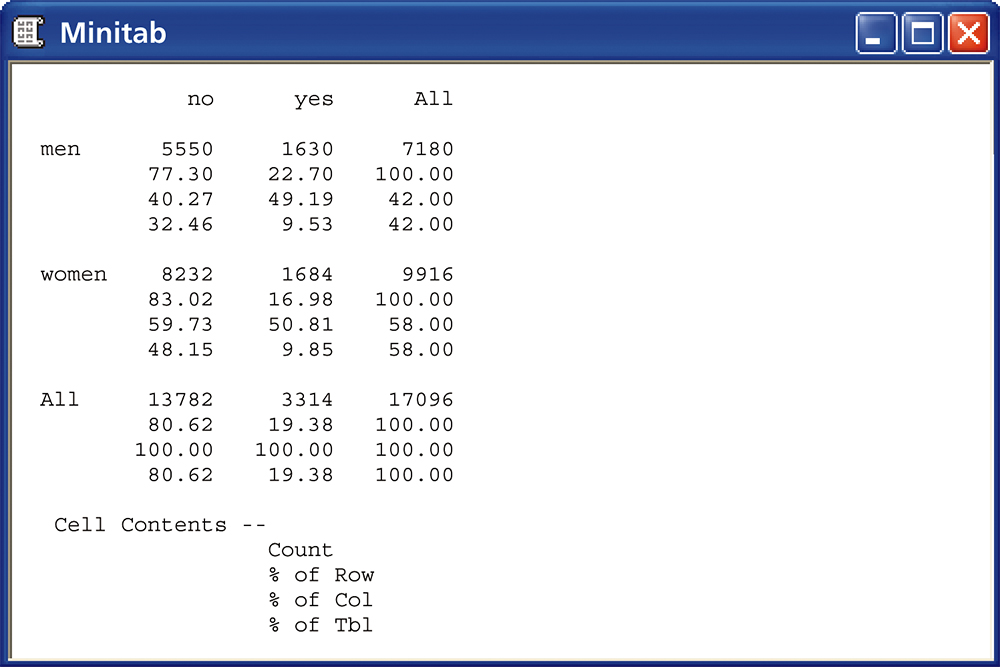 Minitab
no yes All
men 5550 1630 7180
77.30 22.70 100.00
40.27 49.19 42.00
32.46 9.53 42.00
women 8232 1684 9916
83.02 16.98 100.00
59.73 50.81 58.00
48.15 9.85 58.00
All 13782 3314 17096
80.62 19.38 100.00
100.00 100.00 100.00
80.62 19.38 100.00
Cell Contents --
Count
% of Row
% of Col
% of Tbl